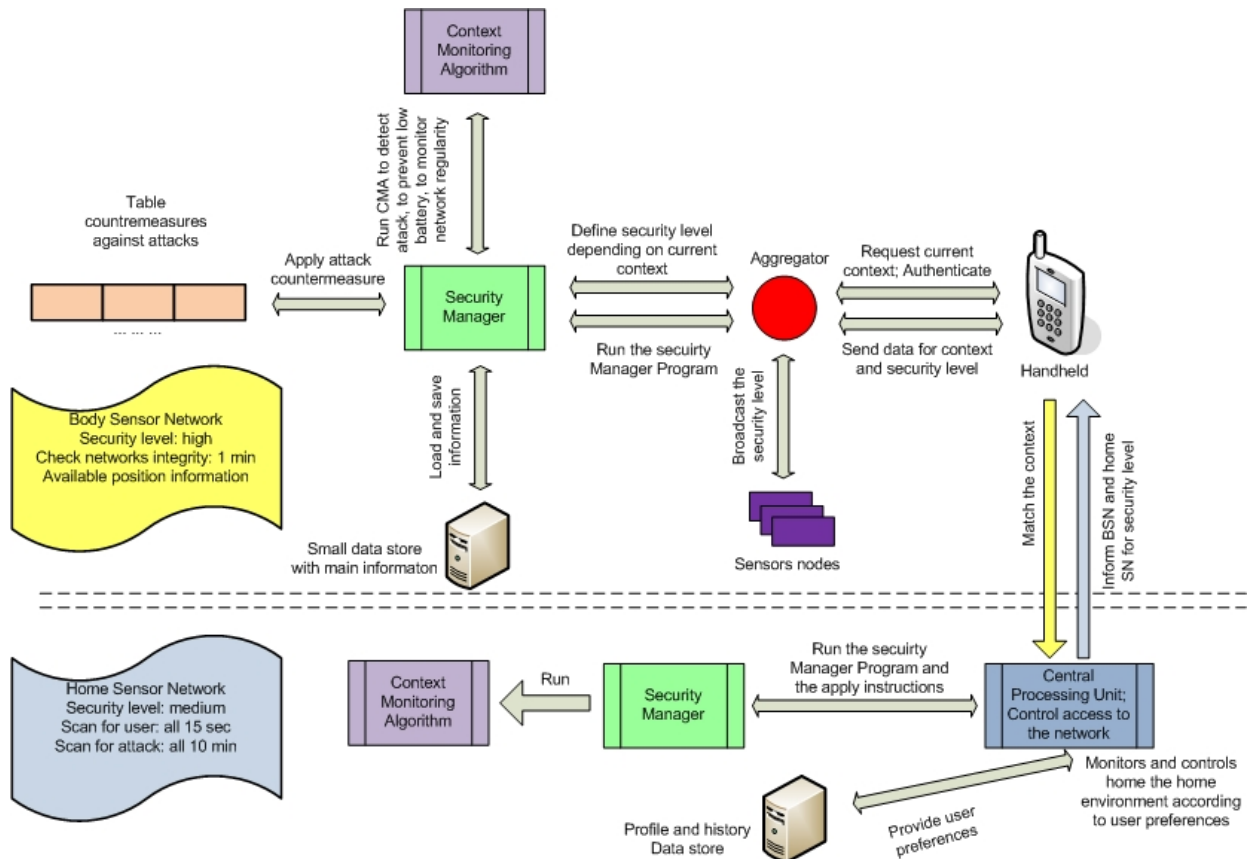 Context
Monitoring
Algorithm
Run CMA to detect
atack, to prevent low
battery, to monitor
network regularity
Table
countremeasures
against attacks
... ... ...
Apply attack
countermeasure
Security
Manager
Define security level
depending on current
context
Run the secuirty
Manager Program
Aggregator
Request current
context; Authenticate
Send data for context
and security level
Handheld
Body Sensor Network
Security level: high
Check networks integrity: 1 min
Available position information
Load and save
information
Small data store
with main informaton
Broadcast the
security level
Sensors nodes
Match the context
Inform BSN and home
SN for security level
Home Sensor Network
Security level: medium
Scan for user: all 15 sec
Scan for attack: all 10 min
Context
Monitoring
Algorithm
Run
Security
Manager
Run the secuirty
Manager Program and
the apply instructions
Central
Processing Unit;
Control access to
the network
Monitors and controls
home the home
environment according
to user preferences
Provide user
preferences
Profile and history
Data store